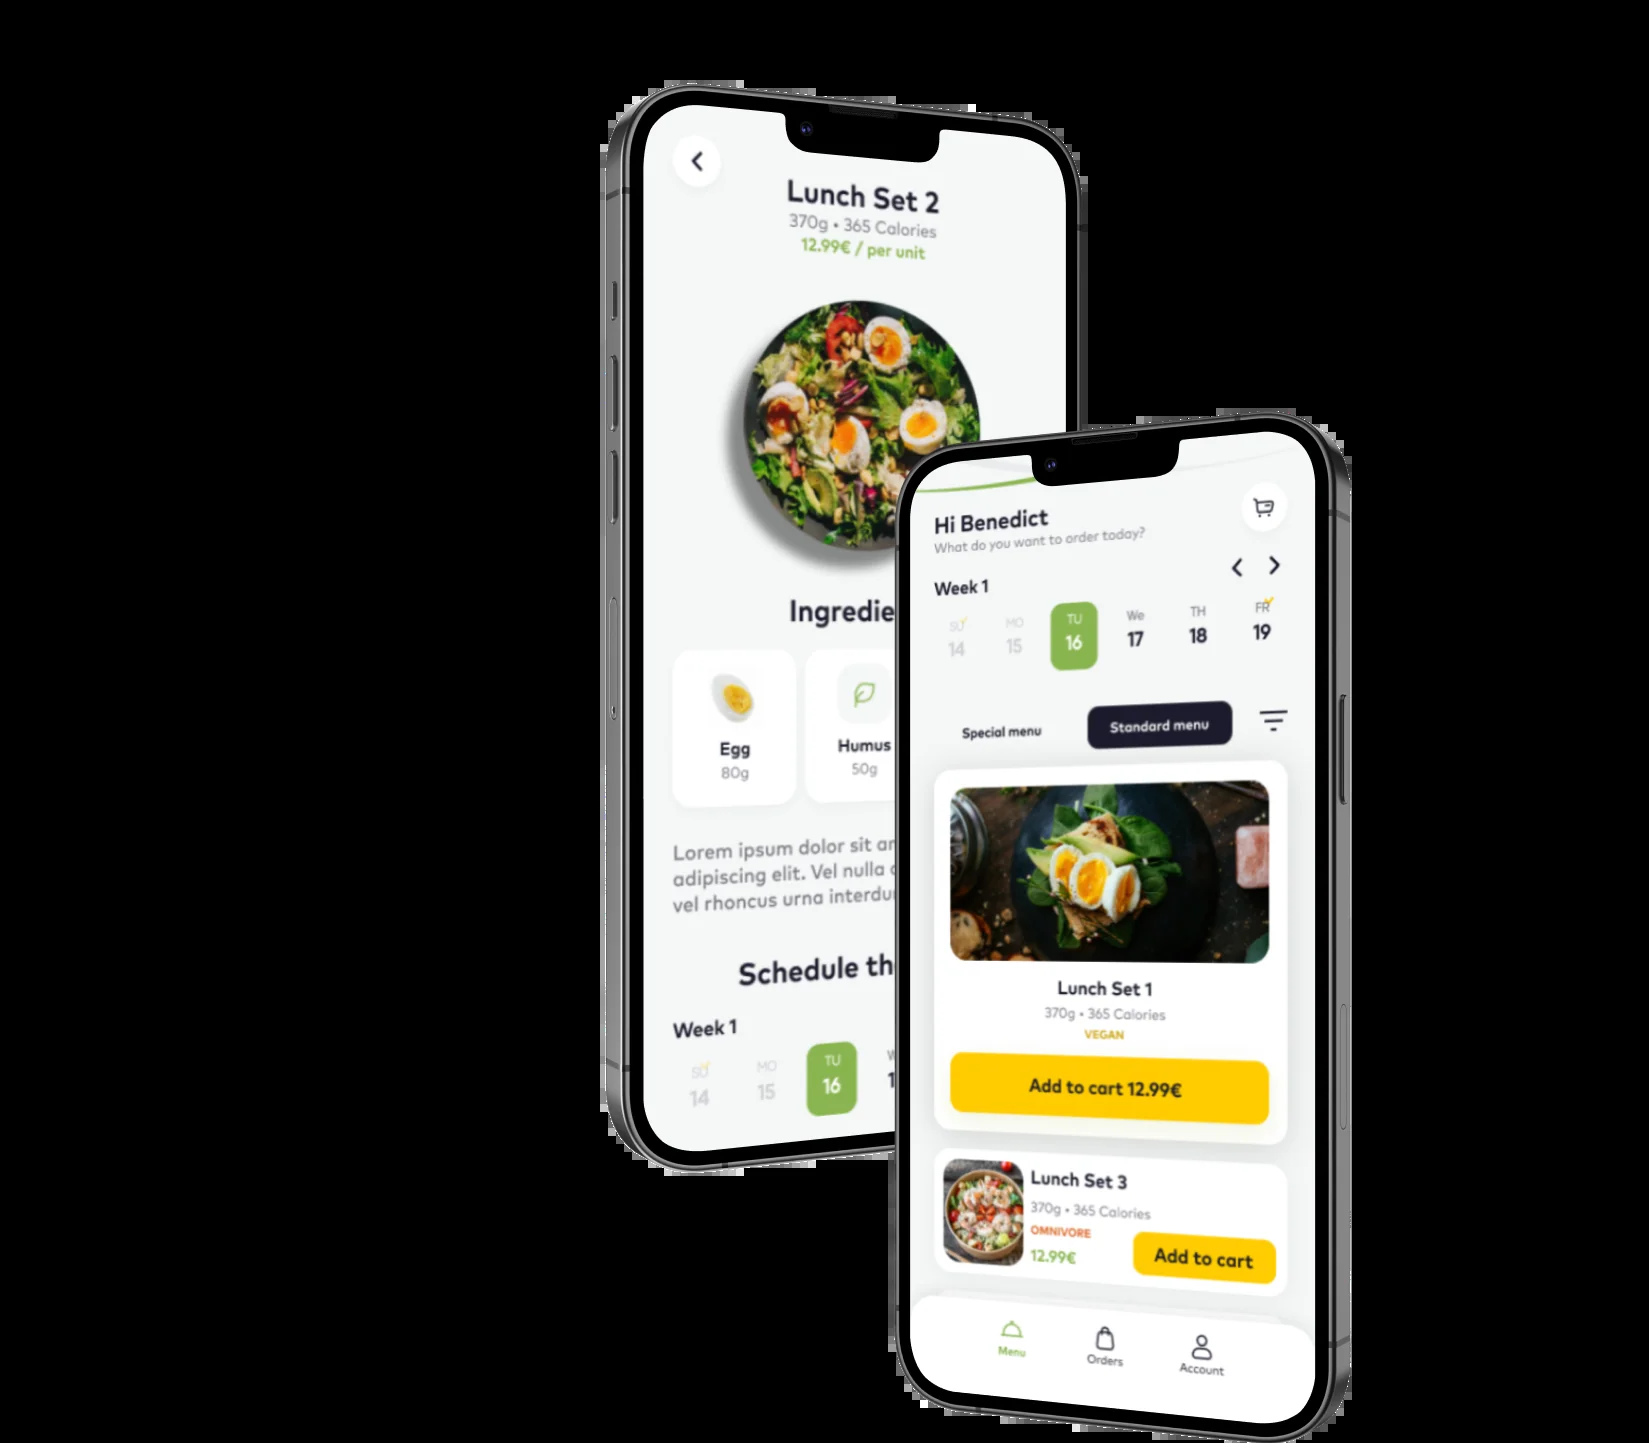 Lunch Set 2
370g • 365 Calories
12.99€ / per unit
Ingredie
Egg
80g
Humus
50g
Lorem ipsum dolor sit
adipiscing elit. Vel nulla
vel rhoncus urna interdu
Schedule th
Week 1
SU MO TU
14 15 16
Hi Benedict
What do you want to order today?
Week 1
SU MO TU We TH FR
14 15 16 17 18 19
Special menu Standard menu
Lunch Set 1
370g • 365 Calories
VEGAN
Add to cart 12.99€
Lunch Set 3
370g • 365 Calories
OMNIVORE
12.99€
Add to cart
Menu Orders Account